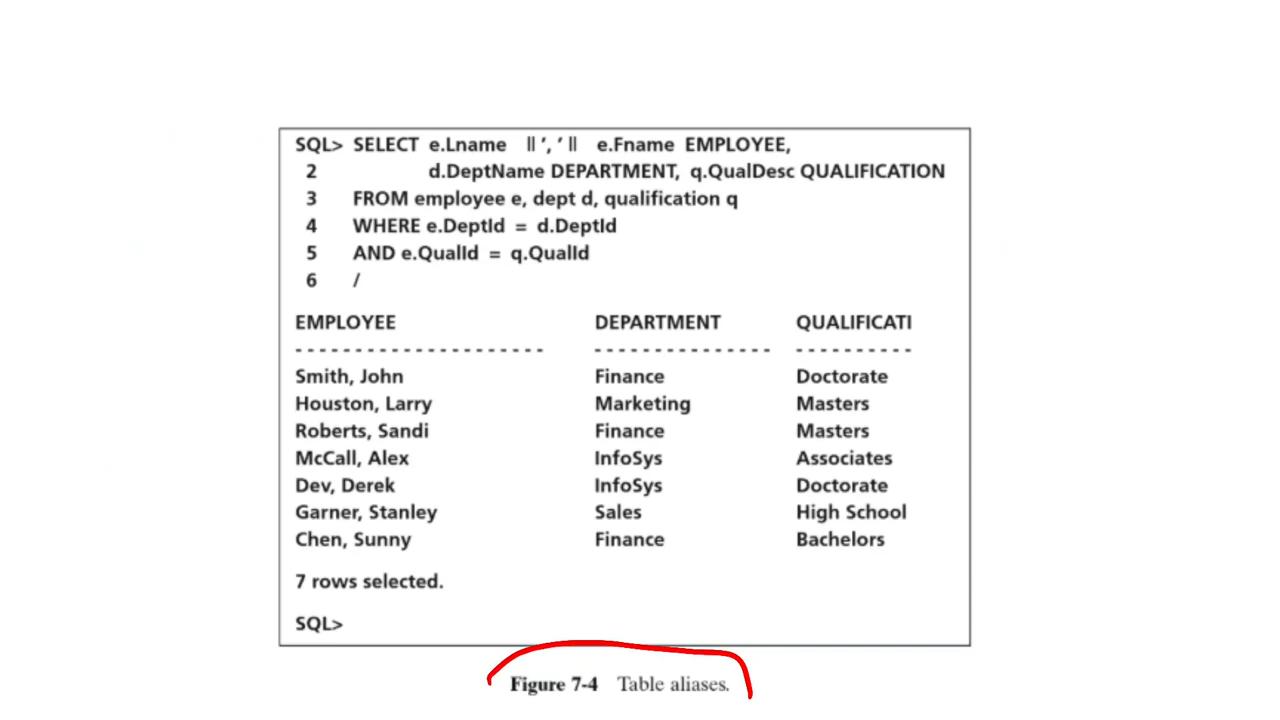 SQL> SELECT e.Lname || ', ' || e.Fname EMPLOYEE,
2 d.DeptName DEPARTMENT, q.QualDesc QUALIFICATION
3 FROM employee e, dept d, qualification q
4 WHERE e.DeptId = d.DeptId
5 AND e.QualId = q.QualId
6 /
EMPLOYEE DEPARTMENT QUALIFICATI
- - - - - - - - - - - - - - - - - - - - - - - - - - - - - - - - - - - - - - - - - - - - - -
Smith, John Finance Doctorate
Houston, Larry Marketing Masters
Roberts, Sandi Finance Masters
McCall, Alex InfoSys Associates
Dev, Derek InfoSys Doctorate
Garner, Stanley Sales High School
Chen, Sunny Finance Bachelors
7 rows selected.
SQL>
Figure 7-4 Table aliases.